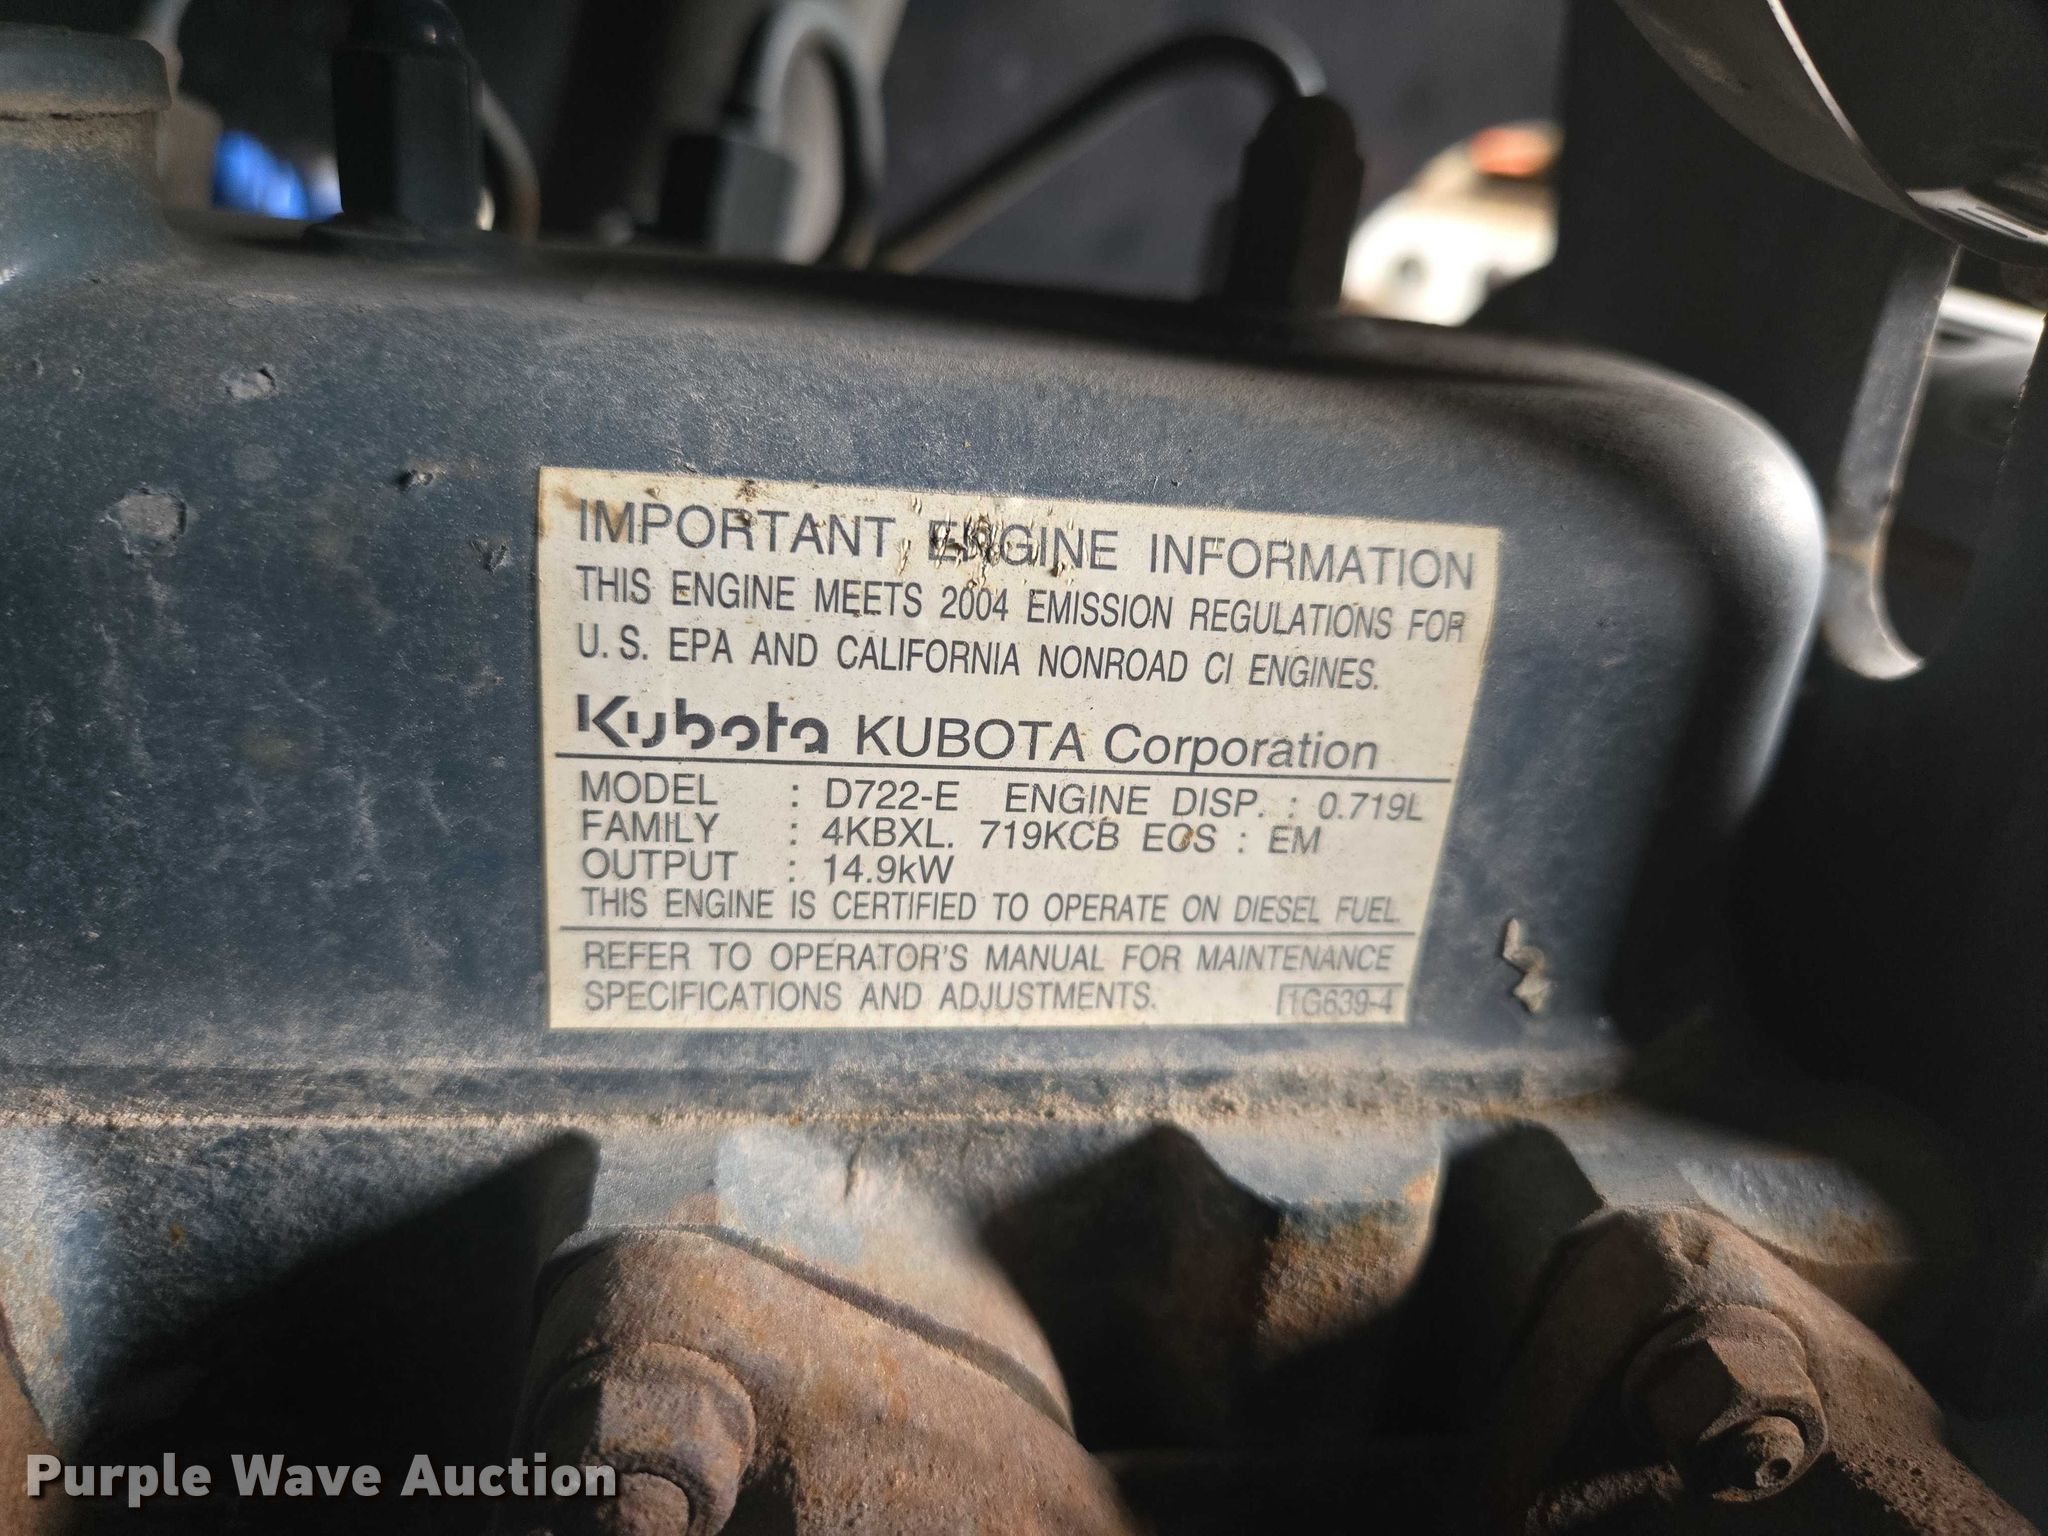 IMPORTANT ENGINE INFORMATION
THIS ENGINE MEETS 2004 EMISSION REGULATIONS FOR
U.S. EPA AND CALIFORNIA NONROAD CI ENGINES.
Kubota KUBOTA Corporation
MODEL : D722-E ENGINE DISP. : 0.719L
FAMILY : 4KBXL. 719KCB ECS : EM
OUTPUT : 14.9kW
THIS ENGINE IS CERTIFIED TO OPERATE ON DIESEL FUEL.
REFER TO OPERATOR'S MANUAL FOR MAINTENANCE
SPECIFICATIONS AND ADJUSTMENTS. 1G639-4
Purple Wave Auction